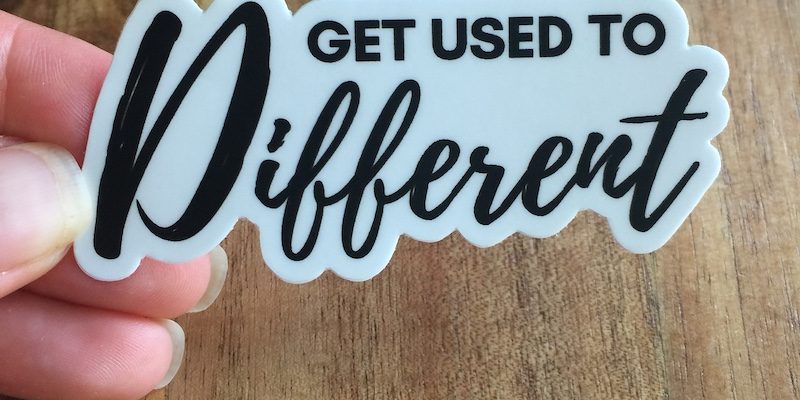 GET USED TO
Different